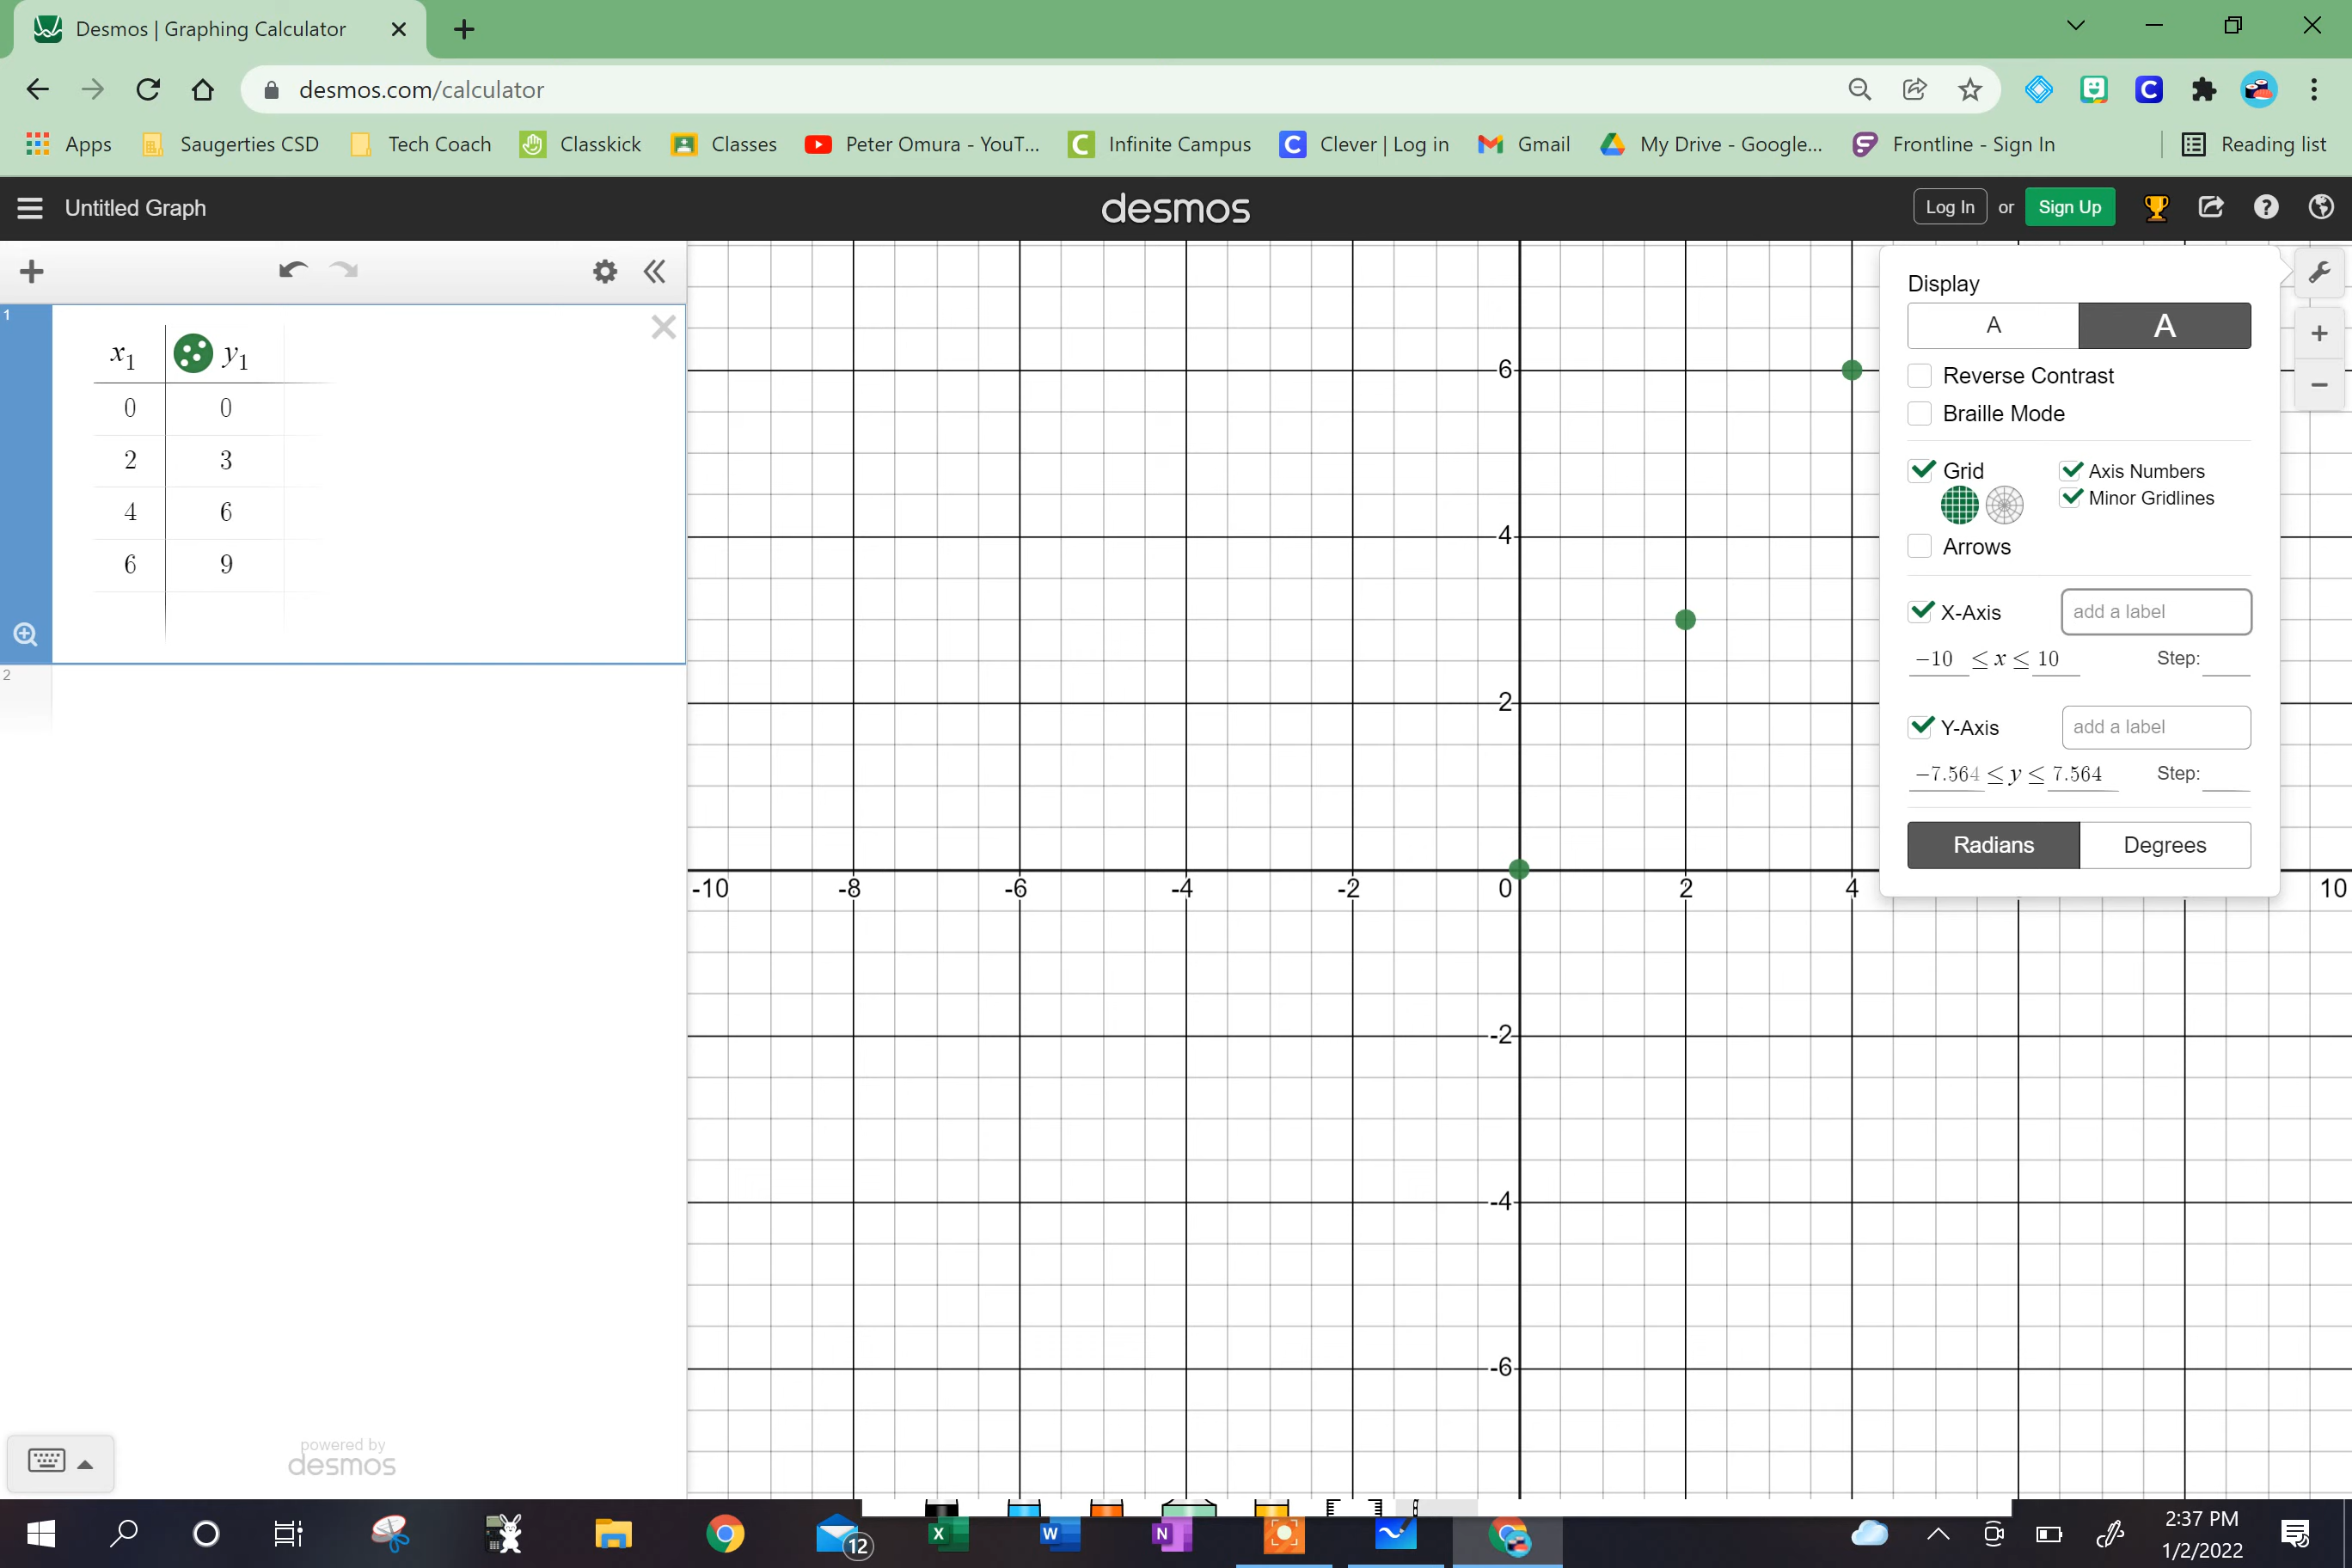 Desmos | Graphing Calculator
desmos.com/calculator
Apps Saugerties CSD Tech Coach Classkick Classes Peter Omura - YouT... Infinite Campus Clever | Log in Gmail My Drive - Google... Frontline - Sign In Reading list
Untitled Graph desmos Log In or Sign Up
1
x₁ y₁
0 0
2 3
4 6
6 9
2
powered by
desmos
6
4
2
-10 -8 -6 -4 -2 0 2 4 10
-2
-4
-6
Display
A A
Reverse Contrast
Braille Mode
Grid Axis Numbers
Minor Gridlines
Arrows
X-Axis add a label
−10 ≤ x ≤ 10 Step:
Y-Axis add a label
−7.564 ≤ y ≤ 7.564 Step:
Radians Degrees
12
2:37 PM
1/2/2022